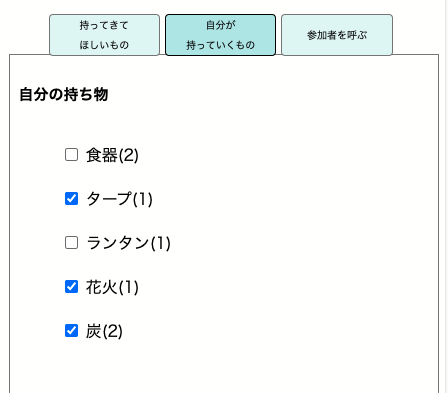 持ってきて
ほしいもの
自分が
持っていくもの
参加者を呼ぶ
自分の持ち物
食器(2)
タープ(1)
ランタン(1)
花火(1)
炭(2)